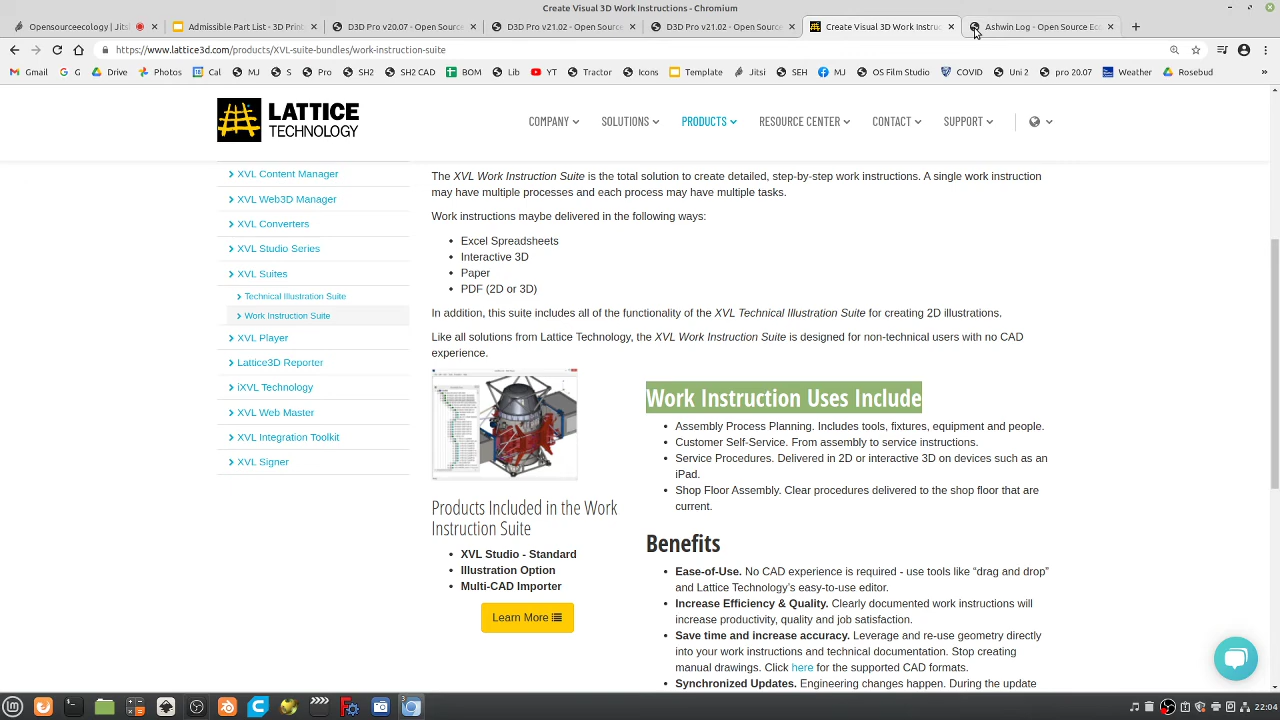 Create Visual 3D Work Instructions - Chromium
Opensourceecology |
Admissible Part List - 3in
D3D Pro v20.07 - Open Sc
D3D Pro v21.02 - Open Sc
D3D Pro v21.02 - Open Sc
Create Visual 3D Work Instruc
Ashwin Log - Open Source Ec
https://www.lattice3d.com/products/XVL-suite-bundles/work-instruction-suite
Gmail G Drive Photos Cal MJ S Pro SH2 SH2 CAD BOM Lib YT Tractor Icons Template Jitsi SEH MJ OS Film Studio COVID Uni 2 pro 20.07 Weather Rosebud »
LATTICE
TECHNOLOGY
COMPANY SOLUTIONS PRODUCTS RESOURCE CENTER CONTACT SUPPORT
XVL Content Manager
XVL Web3D Manager
XVL Converters
XVL Studio Series
XVL Suites
Technical Illustration Suite
Work Instruction Suite
XVL Player
Lattice3D Reporter
iXVL Technology
XVL Web Master
XVL Integration Toolkit
XVL Signer
The XVL Work Instruction Suite is the total solution to create detailed, step-by-step work instructions. A single work instruction
may have multiple processes and each process may have multiple tasks.
Work instructions maybe delivered in the following ways:
• Excel Spreadsheets
• Interactive 3D
• Paper
• PDF (2D or 3D)
In addition, this suite includes all of the functionality of the XVL Technical Illustration Suite for creating 2D illustrations.
Like all solutions from Lattice Technology, the XVL Work Instruction Suite is designed for non-technical users with no CAD
experience.
Products Included in the Work
Instruction Suite
• XVL Studio - Standard
• Illustration Option
• Multi-CAD Importer
Learn More
Work Instruction Uses Include
• Assembly Process Planning. Includes tools, fixtures, equipment and people.
• Customer Self-Service. From assembly to service instructions.
• Service Procedures. Delivered in 2D or interactive 3D on devices such as an
iPad.
• Shop Floor Assembly. Clear procedures delivered to the shop floor that are
current.
Benefits
• Ease-of-Use. No CAD experience is required - use tools like “drag and drop”
and Lattice Technology’s easy-to-use editor.
• Increase Efficiency & Quality. Clearly documented work instructions will
increase productivity, quality and job satisfaction.
• Save time and increase accuracy. Leverage and re-use geometry directly
into your work instructions and technical documentation. Stop creating
manual drawings. Click here for the supported CAD formats.
• Synchronized Updates. Engineering changes happen. During the update
3
22:04